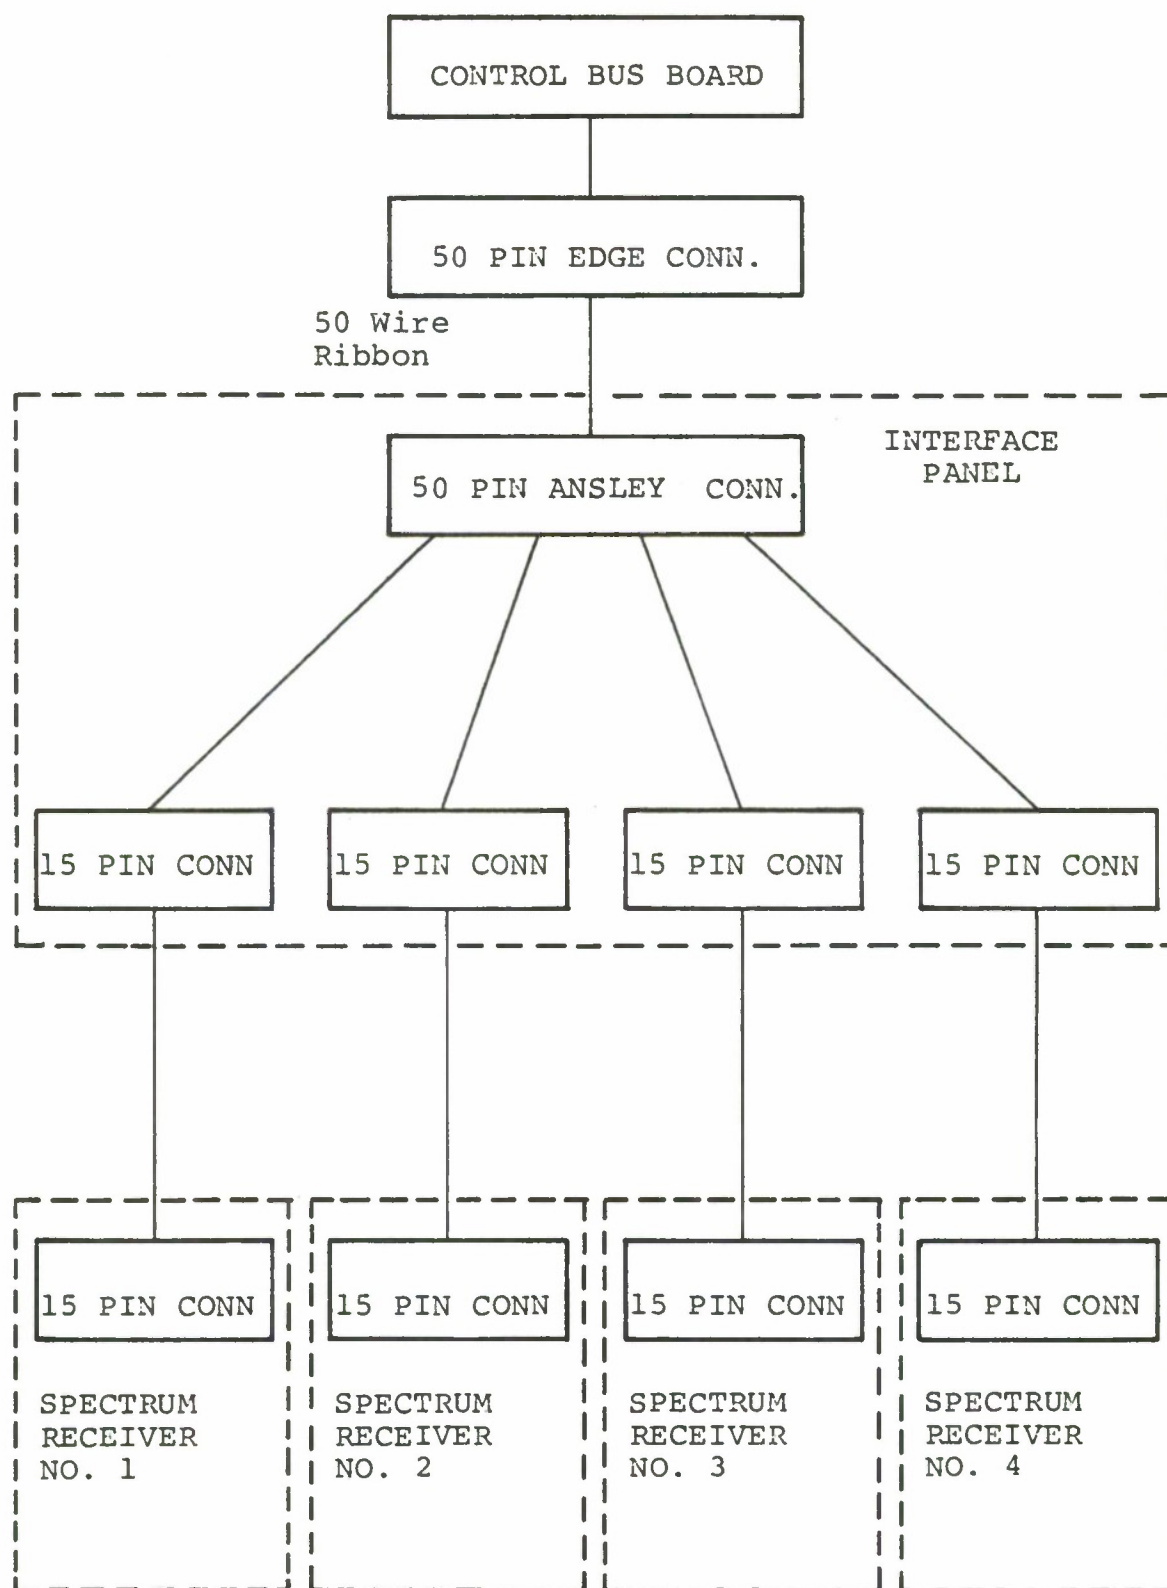 CONTROL BUS BOARD
50 PIN EDGE CONN.
50 Wire
Ribbon
INTERFACE
PANEL
50 PIN ANSLEY CONN.
15 PIN CONN
15 PIN CONN
15 PIN CONN
15 PIN CONN
15 PIN CONN
15 PIN CONN
15 PIN CONN
15 PIN CONN
SPECTRUM
RECEIVER
NO. 1
SPECTRUM
RECEIVER
NO. 2
SPECTRUM
RECEIVER
NO. 3
SPECTRUM
RECEIVER
NO. 4